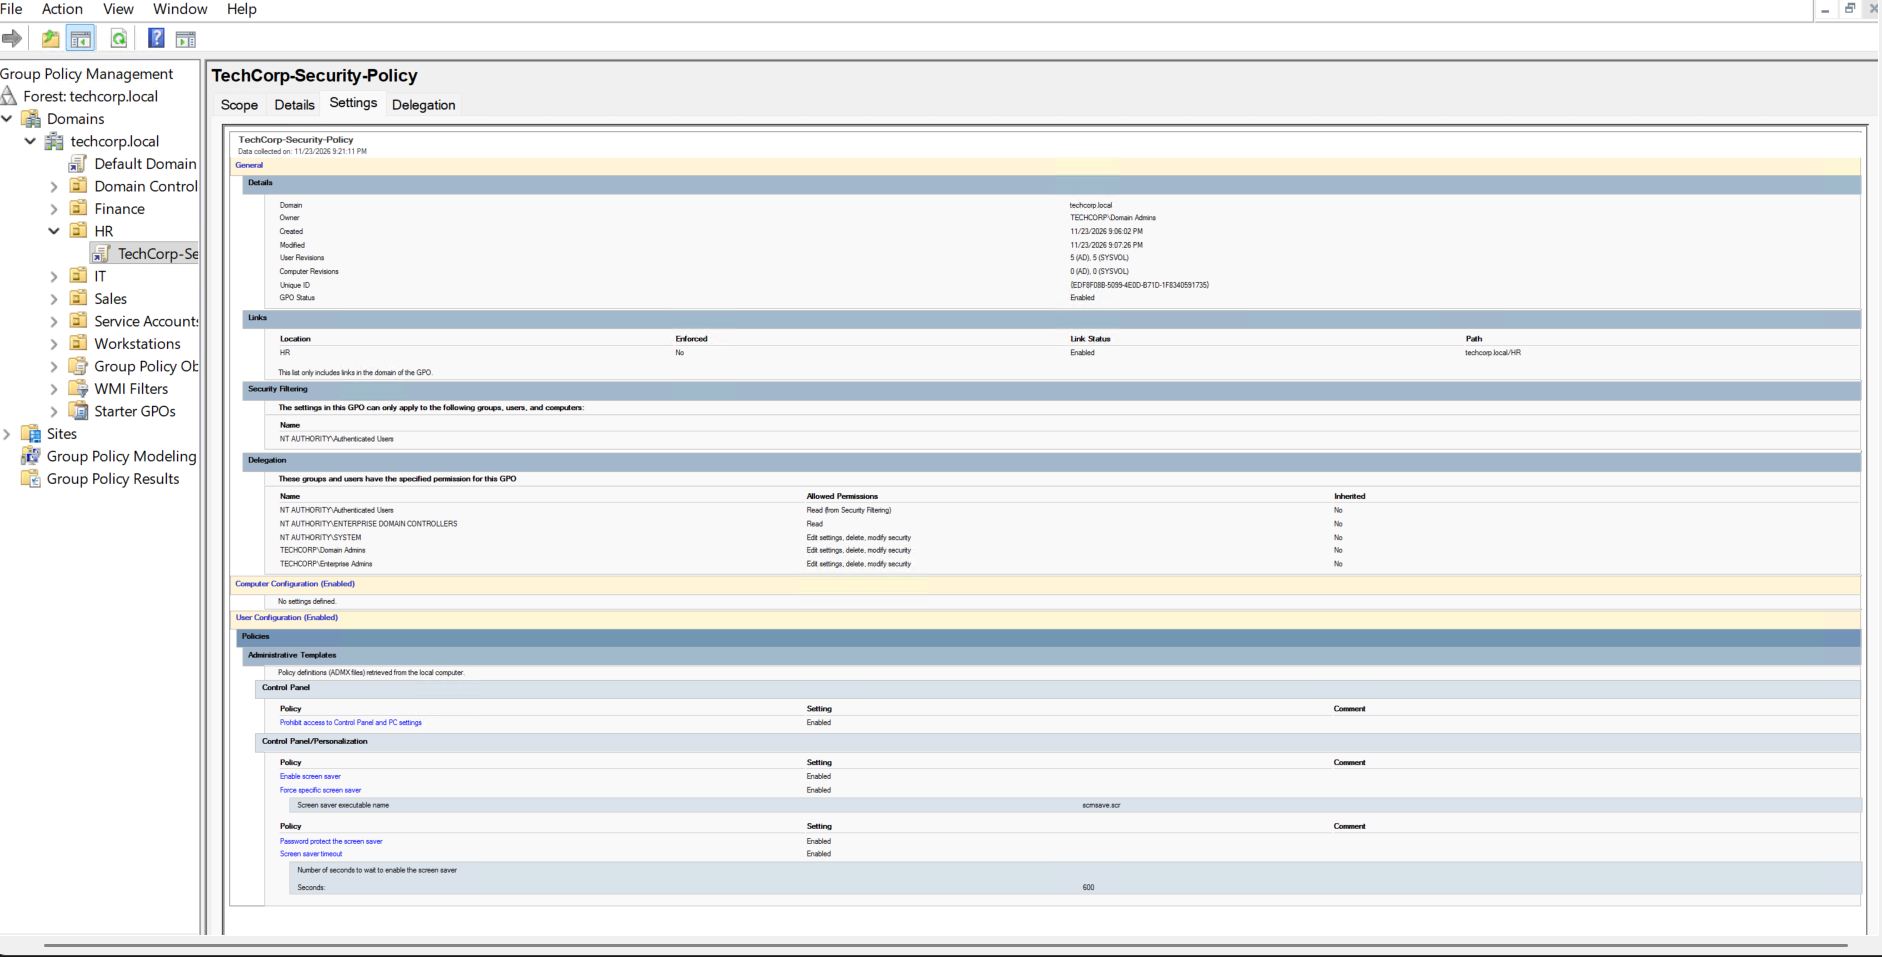 File Action View Window Help
Group Policy Management
Forest: techcorp.local
Domains
techcorp.local
Default Domain
Domain Control
Finance
HR
TechCorp-Se
IT
Sales
Service Accounts
Workstations
Group Policy Ob
WMI Filters
Starter GPOs
Sites
Group Policy Modeling
Group Policy Results
TechCorp-Security-Policy
Scope Details Settings Delegation
TechCorp-Security-Policy
Data collected on: 11/23/2026 9:21:11 PM
General
Details
Domain techcorp.local
Owner TECHCORP\Domain Admins
Created 11/23/2026 9:06:02 PM
Modified 11/23/2026 9:07:26 PM
User Revisions 5 (AD), 5 (SYSVOL)
Computer Revisions 0 (AD), 0 (SYSVOL)
Unique ID {EDF8F08B-5099-4E0D-B71D-1F8340591735}
GPO Status Enabled
Links
Location Enforced Link Status Path
HR No Enabled techcorp.local/HR
This list only includes links in the domain of the GPO.
Security Filtering
The settings in this GPO can only apply to the following groups, users, and computers:
Name
NT AUTHORITY\Authenticated Users
Delegation
These groups and users have the specified permission for this GPO
Name Allowed Permissions Inherited
NT AUTHORITY\Authenticated Users Read (from Security Filtering) No
NT AUTHORITY\ENTERPRISE DOMAIN CONTROLLERS Read No
NT AUTHORITY\SYSTEM Edit settings, delete, modify security No
TECHCORP\Domain Admins Edit settings, delete, modify security No
TECHCORP\Enterprise Admins Edit settings, delete, modify security No
Computer Configuration (Enabled)
No settings defined.
User Configuration (Enabled)
Policies
Administrative Templates
Policy definitions (ADMX files) retrieved from the local computer.
Control Panel
Policy Setting Comment
Prohibit access to Control Panel and PC settings Enabled
Control Panel/Personalization
Policy Setting Comment
Enable screen saver Enabled
Force specific screen saver Enabled
Screen saver executable name scrnsave.scr
Policy Setting Comment
Password protect the screen saver Enabled
Screen saver timeout Enabled
Number of seconds to wait to enable the screen saver
Seconds: 600